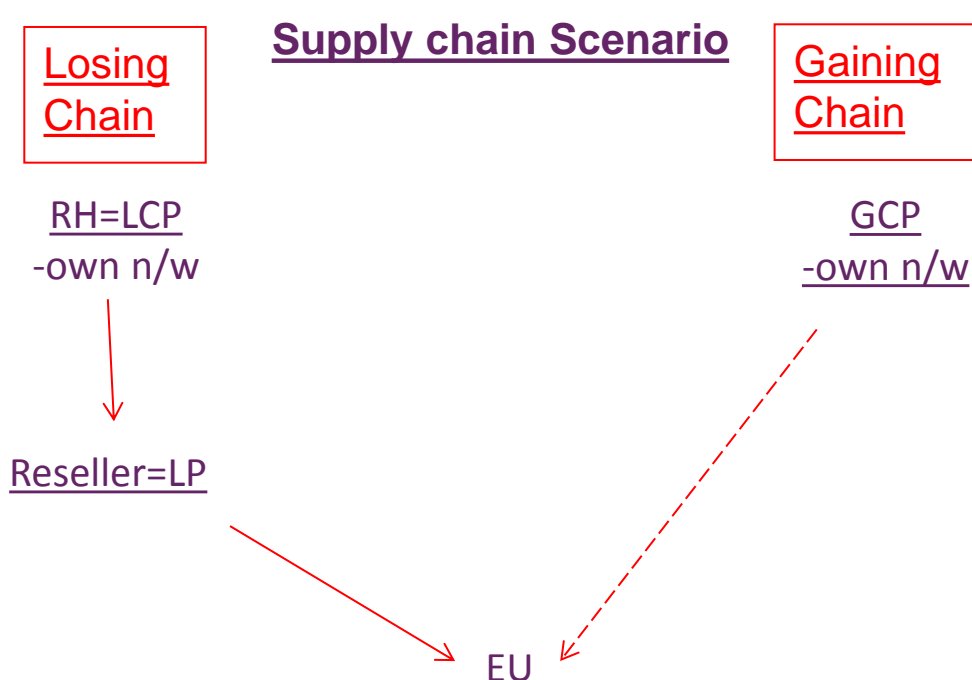 Supply chain Scenario
Losing
Chain
Gaining
Chain
RH=LCP
-own n/w
GCP
-own n/w
Reseller=LP
EU